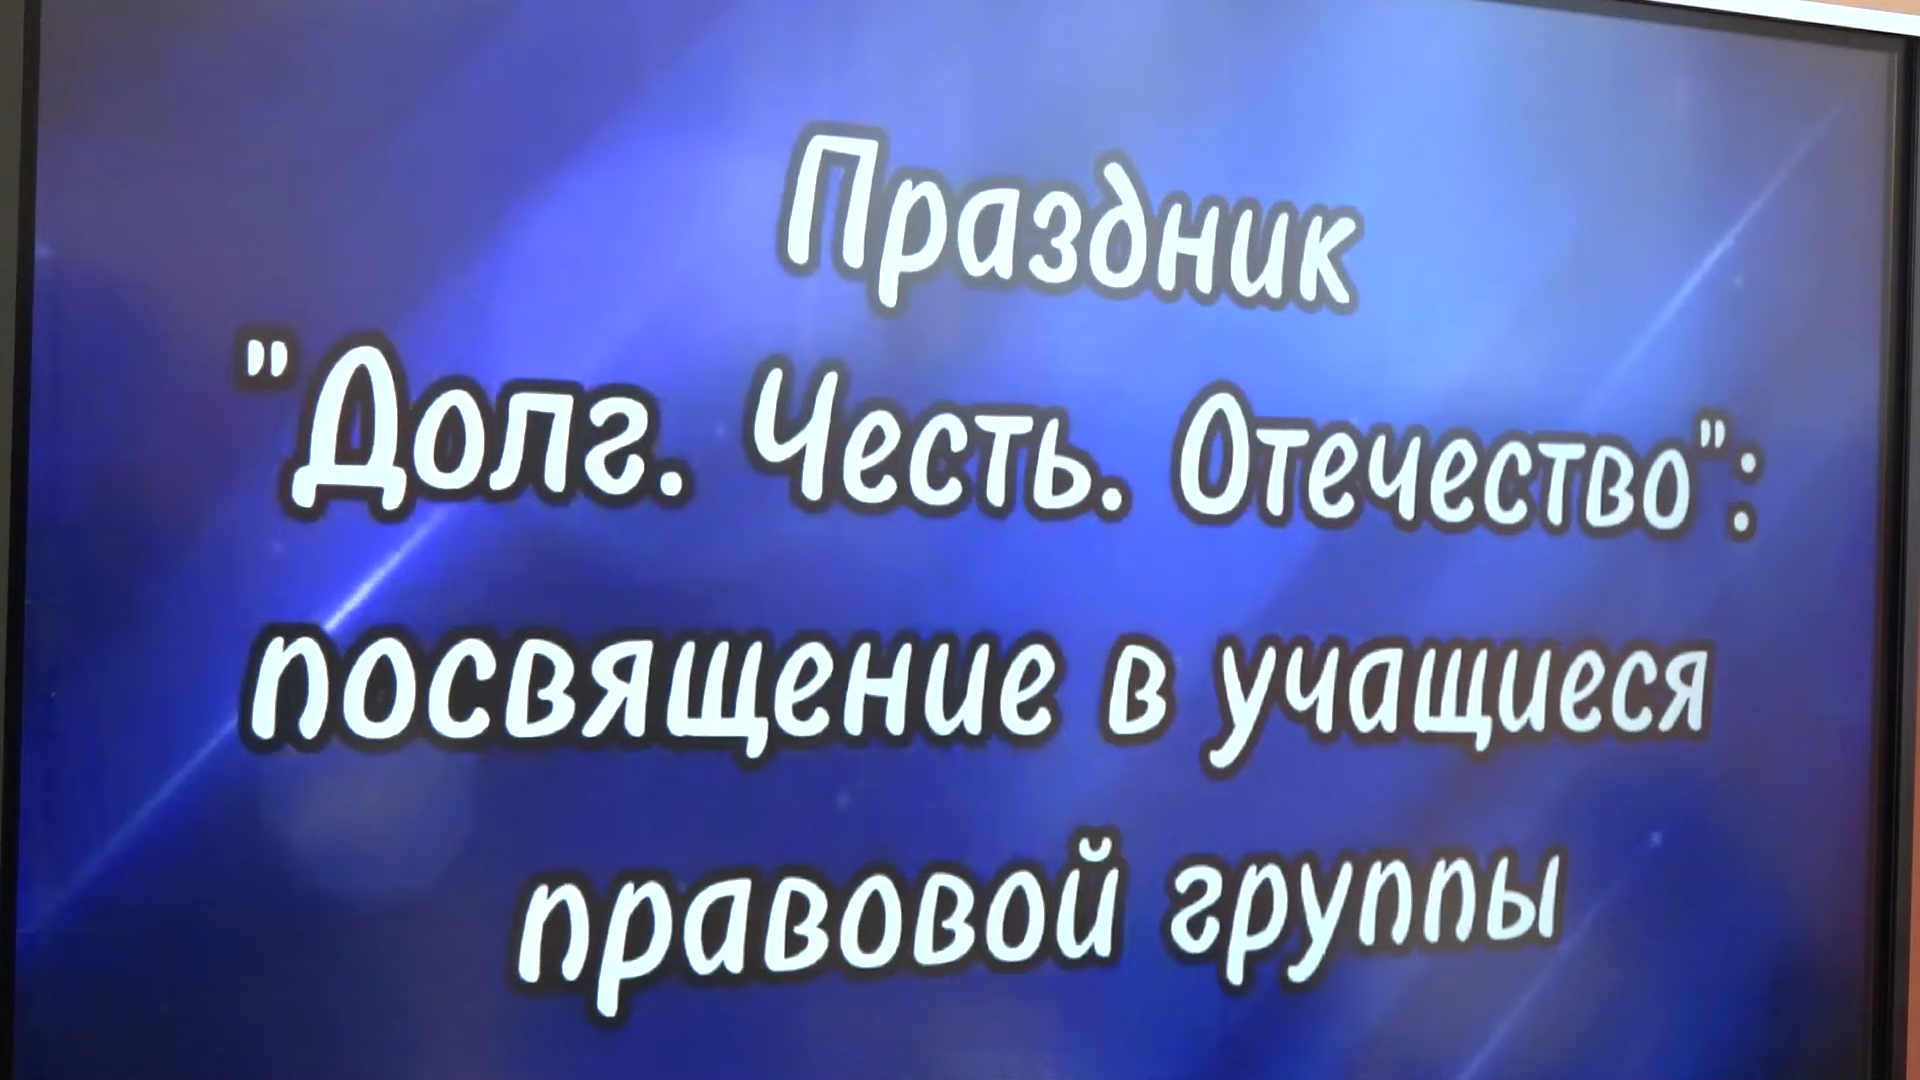 Праздник
"Долг. Честь. Отечество":
посвящение в учащиеся
правовой группы